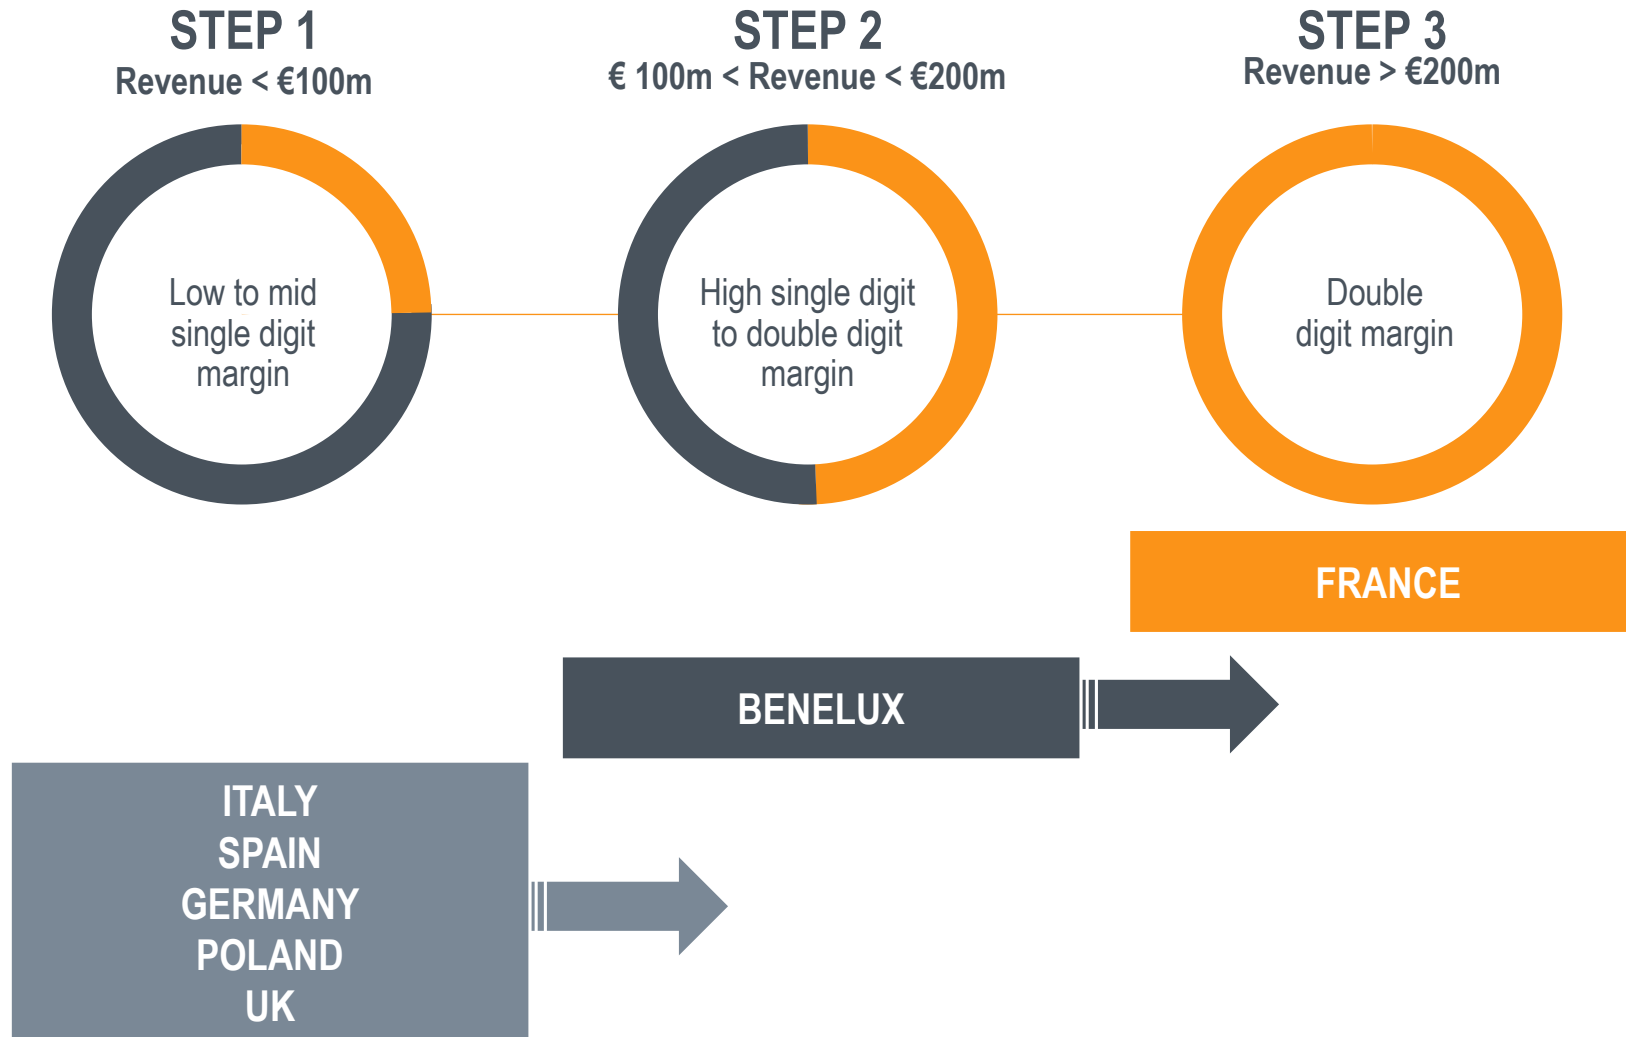 STEP 1
Revenue < €100m
STEP 2
€ 100m < Revenue < €200m
STEP 3
Revenue > €200m
Low to mid
single digit
margin
High single digit
to double digit
margin
Double
digit margin
FRANCE
BENELUX
ITALY
SPAIN
GERMANY
POLAND
UK